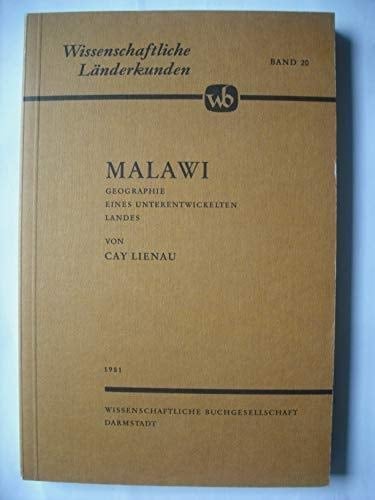 Wissenschaftliche
Länderkunden
BAND 20
wb
MALAWI
GEOGRAPHIE
EINES UNTERENTWICKELTEN
LANDES
VON
CAY LIENAU
1981
WISSENSCHAFTLICHE BUCHGESELLSCHAFT
DARMSTADT